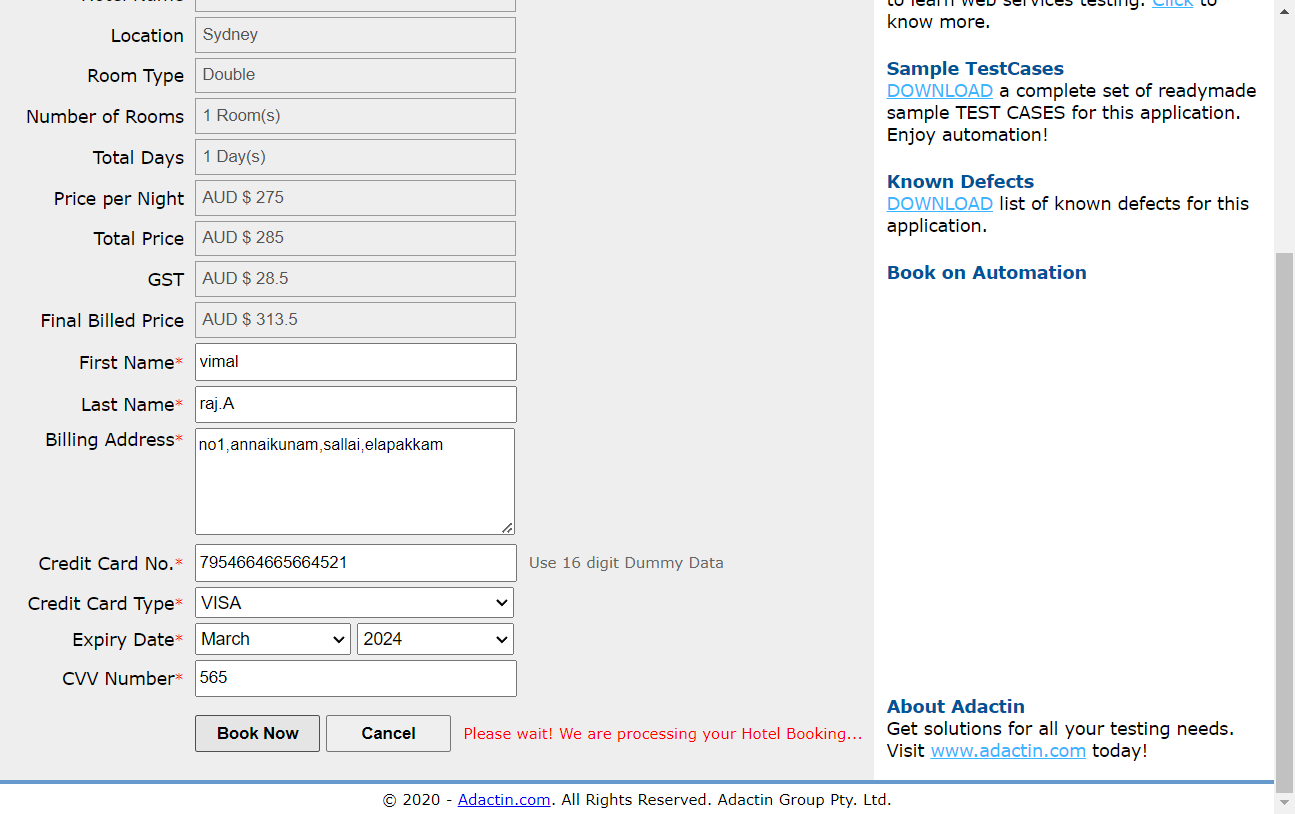 Hotel Name
Location Sydney
Room Type Double
Number of Rooms 1 Room(s)
Total Days 1 Day(s)
Price per Night AUD $ 275
Total Price AUD $ 285
GST AUD $ 28.5
Final Billed Price AUD $ 313.5
First Name* vimal
Last Name* raj.A
Billing Address* no1,annaikunam,sallai,elapakkam
Credit Card No.* 7954664665664521 Use 16 digit Dummy Data
Credit Card Type* VISA
Expiry Date* March 2024
CVV Number* 565
Book Now Cancel Please wait! We are processing your Hotel Booking...
to learn web services testing. Click to
know more.
Sample TestCases
DOWNLOAD a complete set of readymade
sample TEST CASES for this application.
Enjoy automation!
Known Defects
DOWNLOAD list of known defects for this
application.
Book on Automation
About Adactin
Get solutions for all your testing needs.
Visit www.adactin.com today!
© 2020 - Adactin.com. All Rights Reserved. Adactin Group Pty. Ltd.